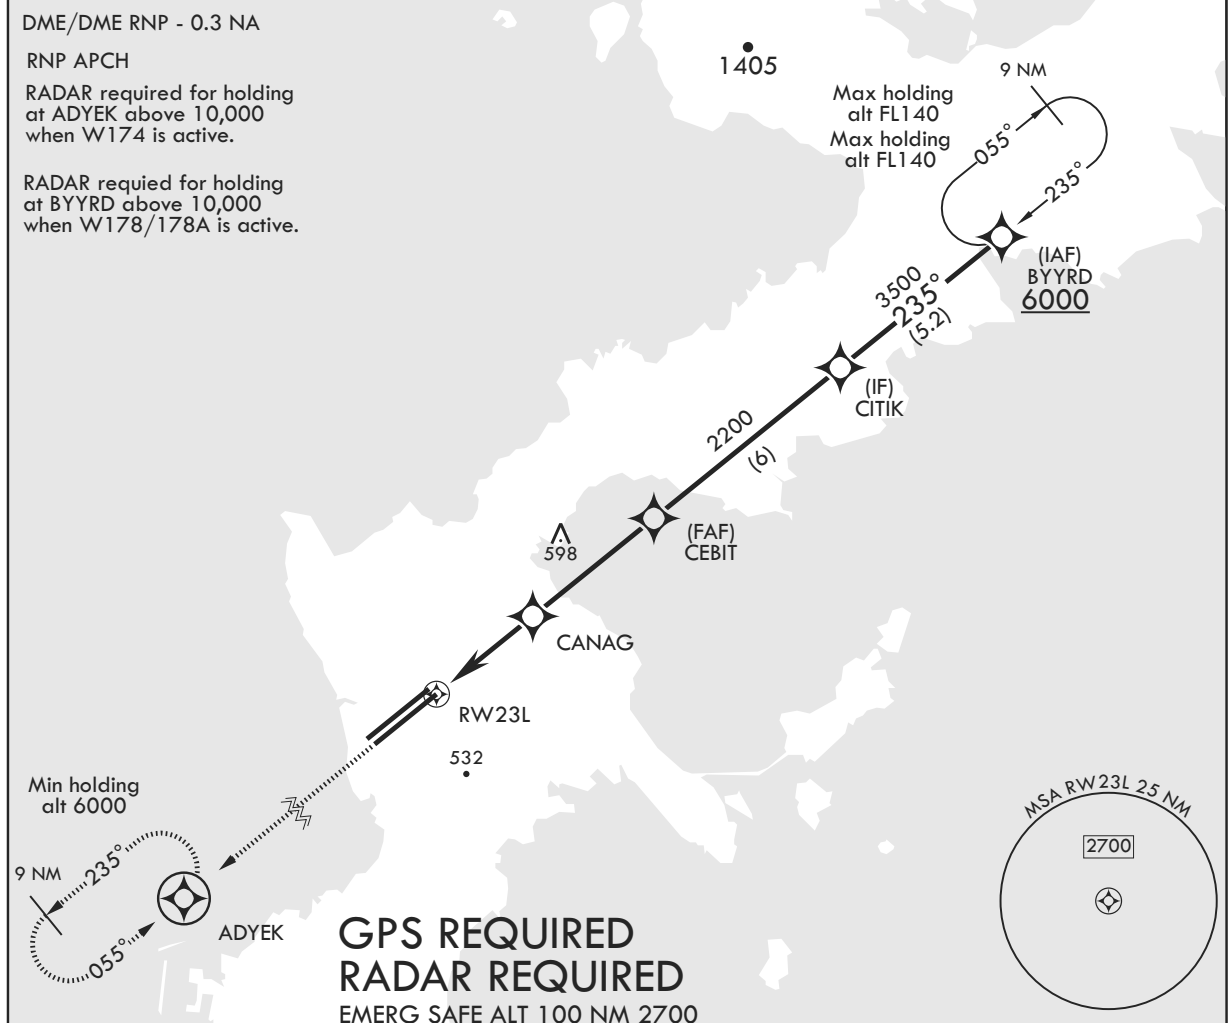 DME/DME RNP - 0.3 NA
RNP APCH
RADAR required for holding
at ADYEK above 10,000
when W174 is active.
RADAR requied for holding
at BYYRD above 10,000
when W178/178A is active.
1405
Max holding
alt FL140
Max holding
alt FL140
9 NM
055°
235°
(IAF)
BYYRD
6000
3500
235°
(5.2)
(IF)
CITIK
2200
(6)
(FAF)
CEBIT
598
CANAG
RW23L
532
Min holding
alt 6000
9 NM
235°
055°
ADYEK
MSA RW23L 25 NM
2700
GPS REQUIRED
RADAR REQUIRED
EMERG SAFE ALT 100 NM 2700